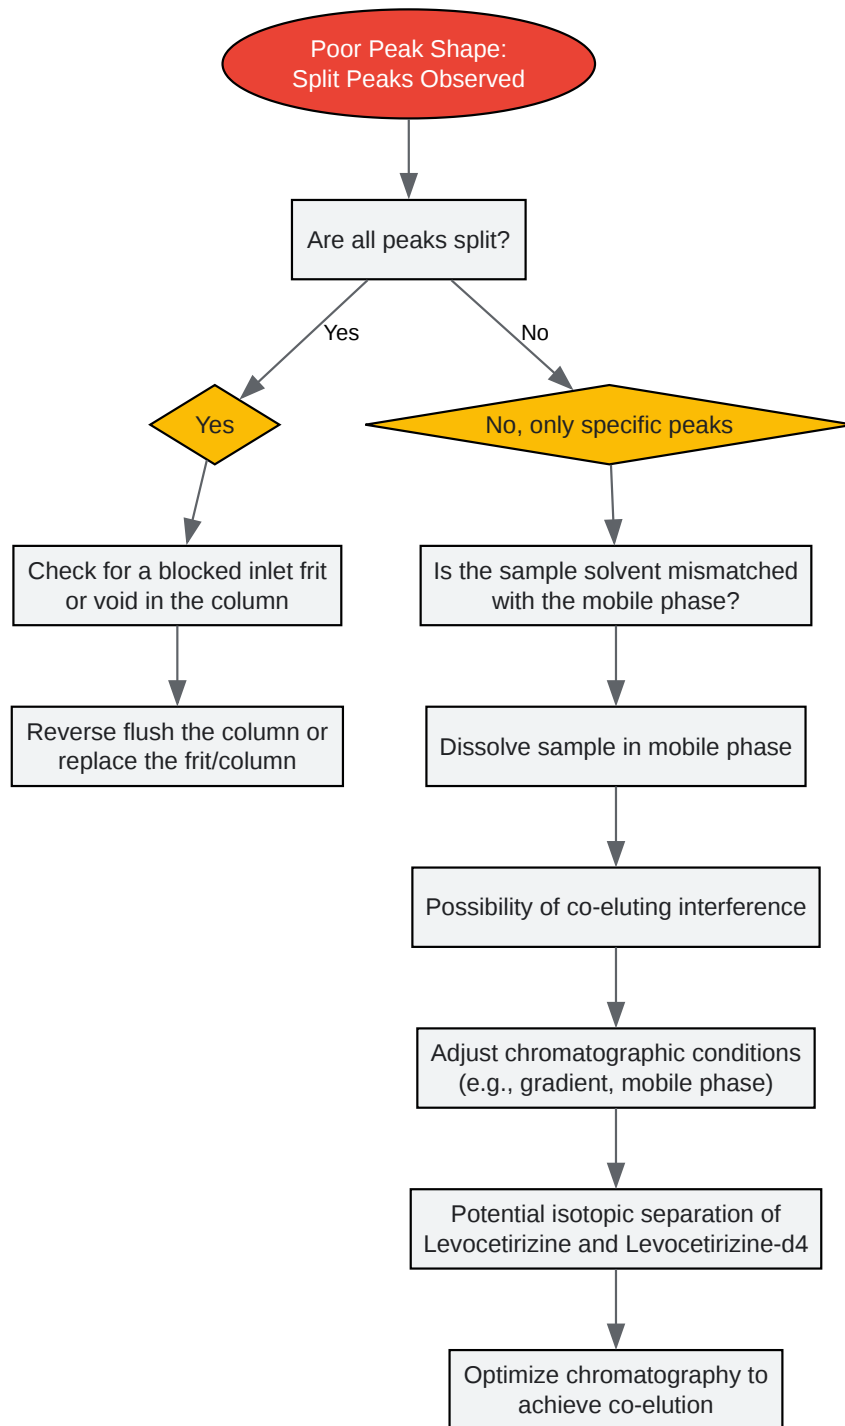 Poor Peak Shape:
Split Peaks Observed
Are all peaks split?
Yes
No
Yes
No, only specific peaks
Check for a blocked inlet frit
or void in the column
Is the sample solvent mismatched
with the mobile phase?
Reverse flush the column or
replace the frit/column
Dissolve sample in mobile phase
Possibility of co-eluting interference
Adjust chromatographic conditions
(e.g., gradient, mobile phase)
Potential isotopic separation of
Levocetirizine and Levocetirizine-d4
Optimize chromatography to
achieve co-elution